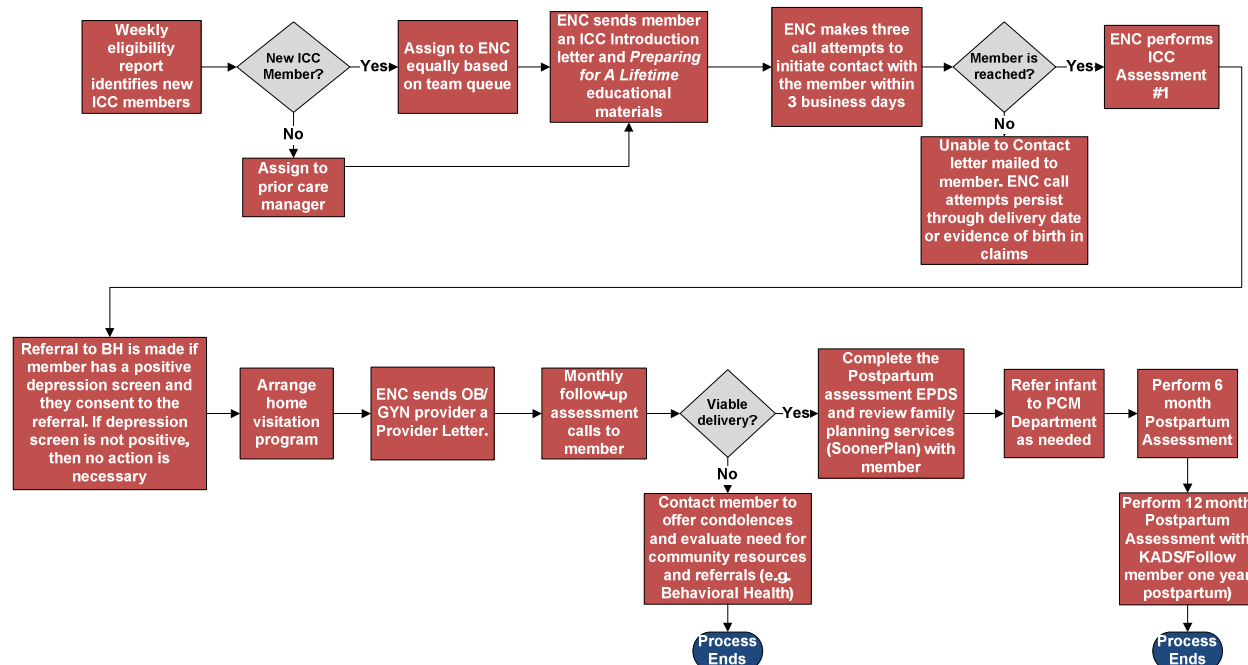 Weekly
eligibility
report
identifies new
ICC members
New ICC
Member?
Yes
No
Assign to
prior care
manager
Assign to ENC
equally based
on team queue
ENC sends member
an ICC Introduction
letter and Preparing
for A Lifetime
educational
materials
ENC makes three
call attempts to
initiate contact with
the member within
3 business days
Member is
reached?
Yes
No
Unable to Contact
letter mailed to
member. ENC call
attempts persist
through delivery date
or evidence of birth in
claims
ENC performs
ICC
Assessment
#1
Referral to BH is made if
member has a positive
depression screen and
they consent to the
referral. If depression
screen is not positive,
then no action is
necessary
Arrange
home
visitation
program
ENC sends OB/
GYN provider a
Provider Letter.
Monthly
follow-up
assessment
calls to
member
Viable
delivery?
Yes
No
Contact member to
offer condolences
and evaluate need for
community resources
and referrals (e.g.
Behavioral Health)
Process
Ends
Complete the
Postpartum
assessment EPDS
and review family
planning services
(SoonerPlan) with
member
Refer infant
to PCM
Department
as needed
Perform 6
month
Postpartum
Assessment
Perform 12 month
Postpartum
Assessment with
KADS/Follow
member one year
postpartum)
Process
Ends